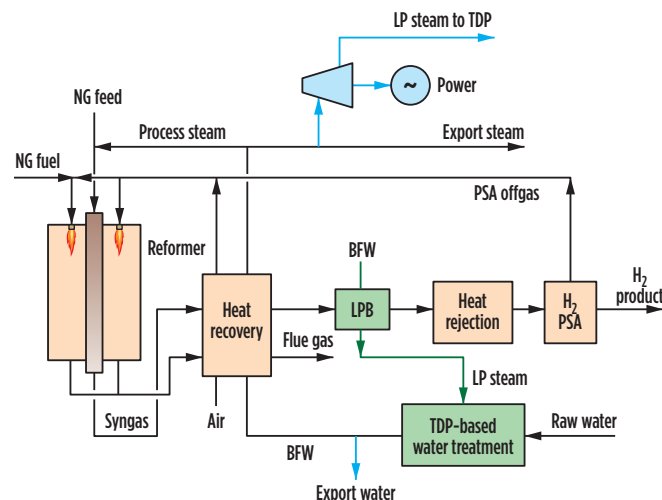 LP steam to TDP
~
Power
NG feed
Process steam
Export steam
NG fuel
PSA offgas
Reformer
BFW
H2
product
Heat
recovery
LPB
Heat
rejection
H2
PSA
Flue gas
LP steam
Syngas
Air
TDP-based
water treatment
Raw water
BFW
Export water